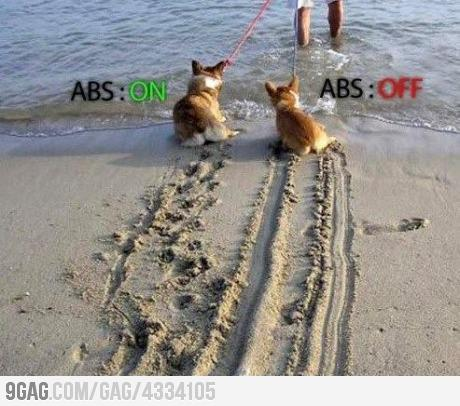 ABS : ON
ABS : OFF
9GAG.COM/GAG/4334105